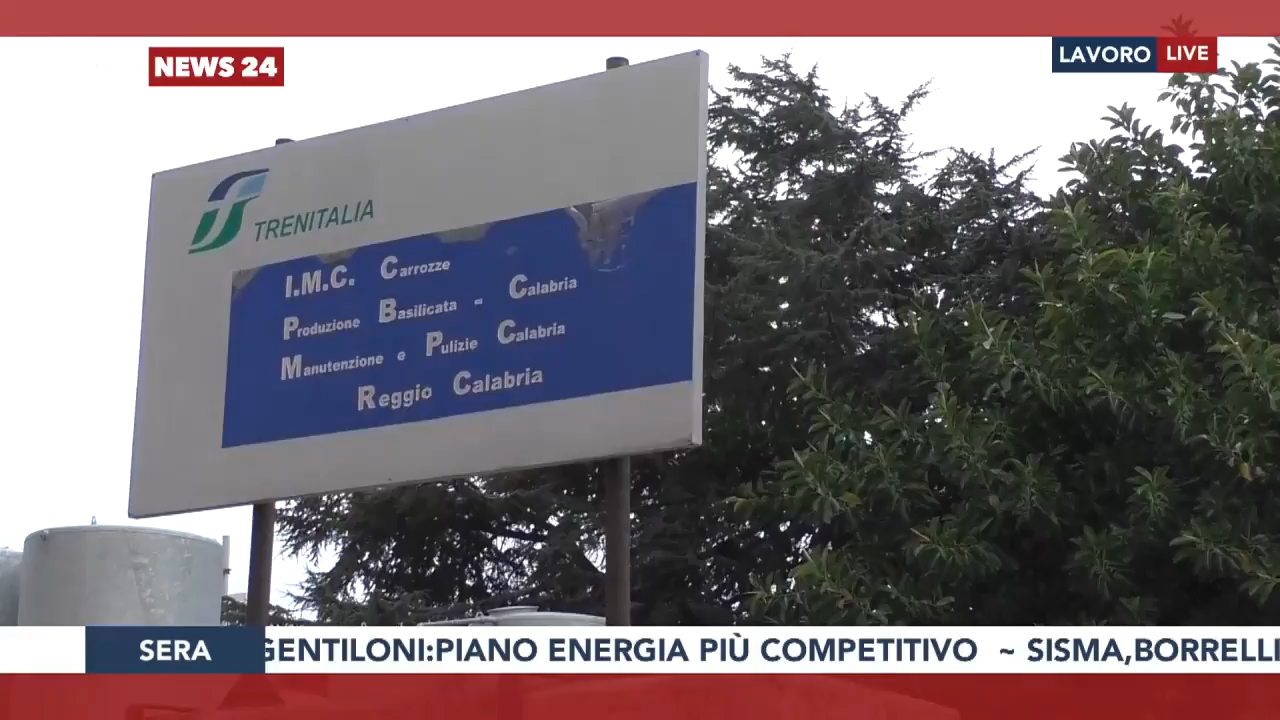 NEWS 24
LAVORO LIVE
TRENITALIA
I.M.C. Carrozze
Produzione Basilicata - Calabria
Manutenzione e Pulizie Calabria
Reggio Calabria
SERA
GENTILONI:PIANO ENERGIA PIÙ COMPETITIVO ~ SISMA,BORRELLI